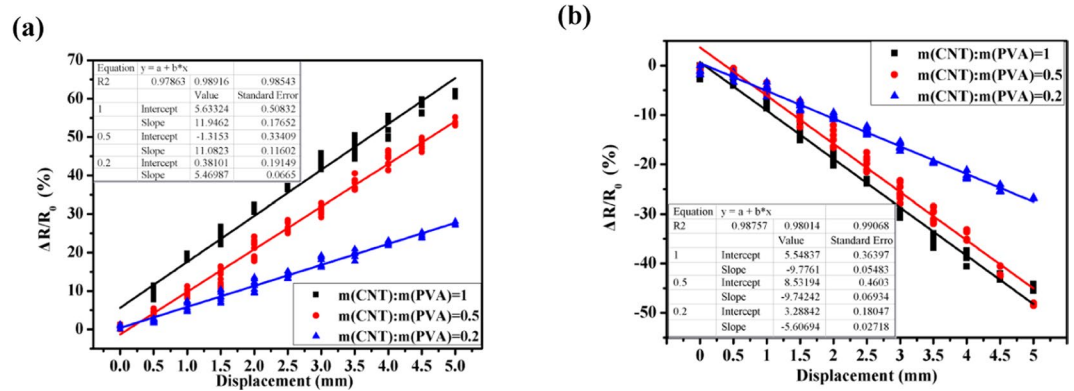 (a)
70
60
50
40
30
20
10
0
ΔR/R0 (%)
Equation y = a + b*x
R2 0.97863 0.98916 0.98543
Value Standard Error
1 Intercept 5.63324 0.50832
Slope 11.9462 0.17652
0.5 Intercept -1.3153 0.33409
Slope 11.0823 0.11602
0.2 Intercept 0.38101 0.19149
Slope 5.46987 0.0665
m(CNT):m(PVA)=1
m(CNT):m(PVA)=0.5
m(CNT):m(PVA)=0.2
0.0 0.5 1.0 1.5 2.0 2.5 3.0 3.5 4.0 4.5 5.0
Displacement (mm)
(b)
0
-10
-20
-30
-40
-50
ΔR/R0 (%)
m(CNT):m(PVA)=1
m(CNT):m(PVA)=0.5
m(CNT):m(PVA)=0.2
Equation y = a + b*x
R2 0.98757 0.98014 0.99068
Value Standard Erro
1 Intercept 5.54837 0.36397
Slope -9.7761 0.05483
0.5 Intercept 8.53194 0.4603
Slope -9.74242 0.06934
0.2 Intercept 3.28842 0.18047
Slope -5.60694 0.02718
0 0.5 1 1.5 2 2.5 3 3.5 4 4.5 5
Displacement (mm)